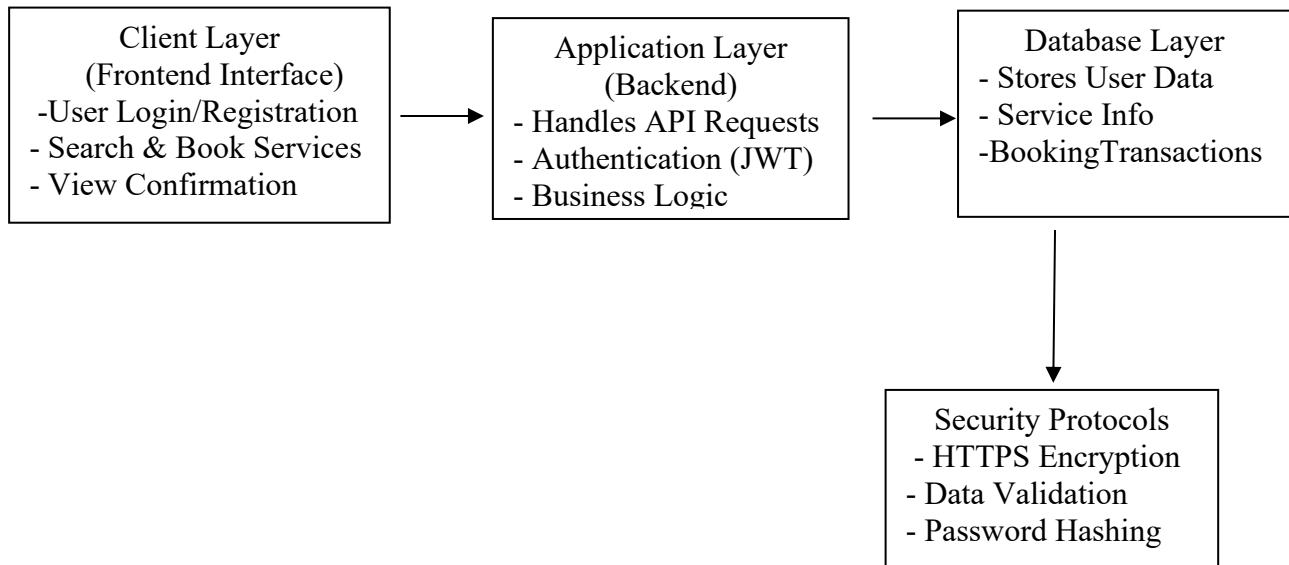 Client Layer
(Frontend Interface)
-User Login/Registration
- Search & Book Services
- View Confirmation
Application Layer
(Backend)
- Handles API Requests
- Authentication (JWT)
- Business Logic
Database Layer
- Stores User Data
- Service Info
-BookingTransactions
Security Protocols
- HTTPS Encryption
- Data Validation
- Password Hashing